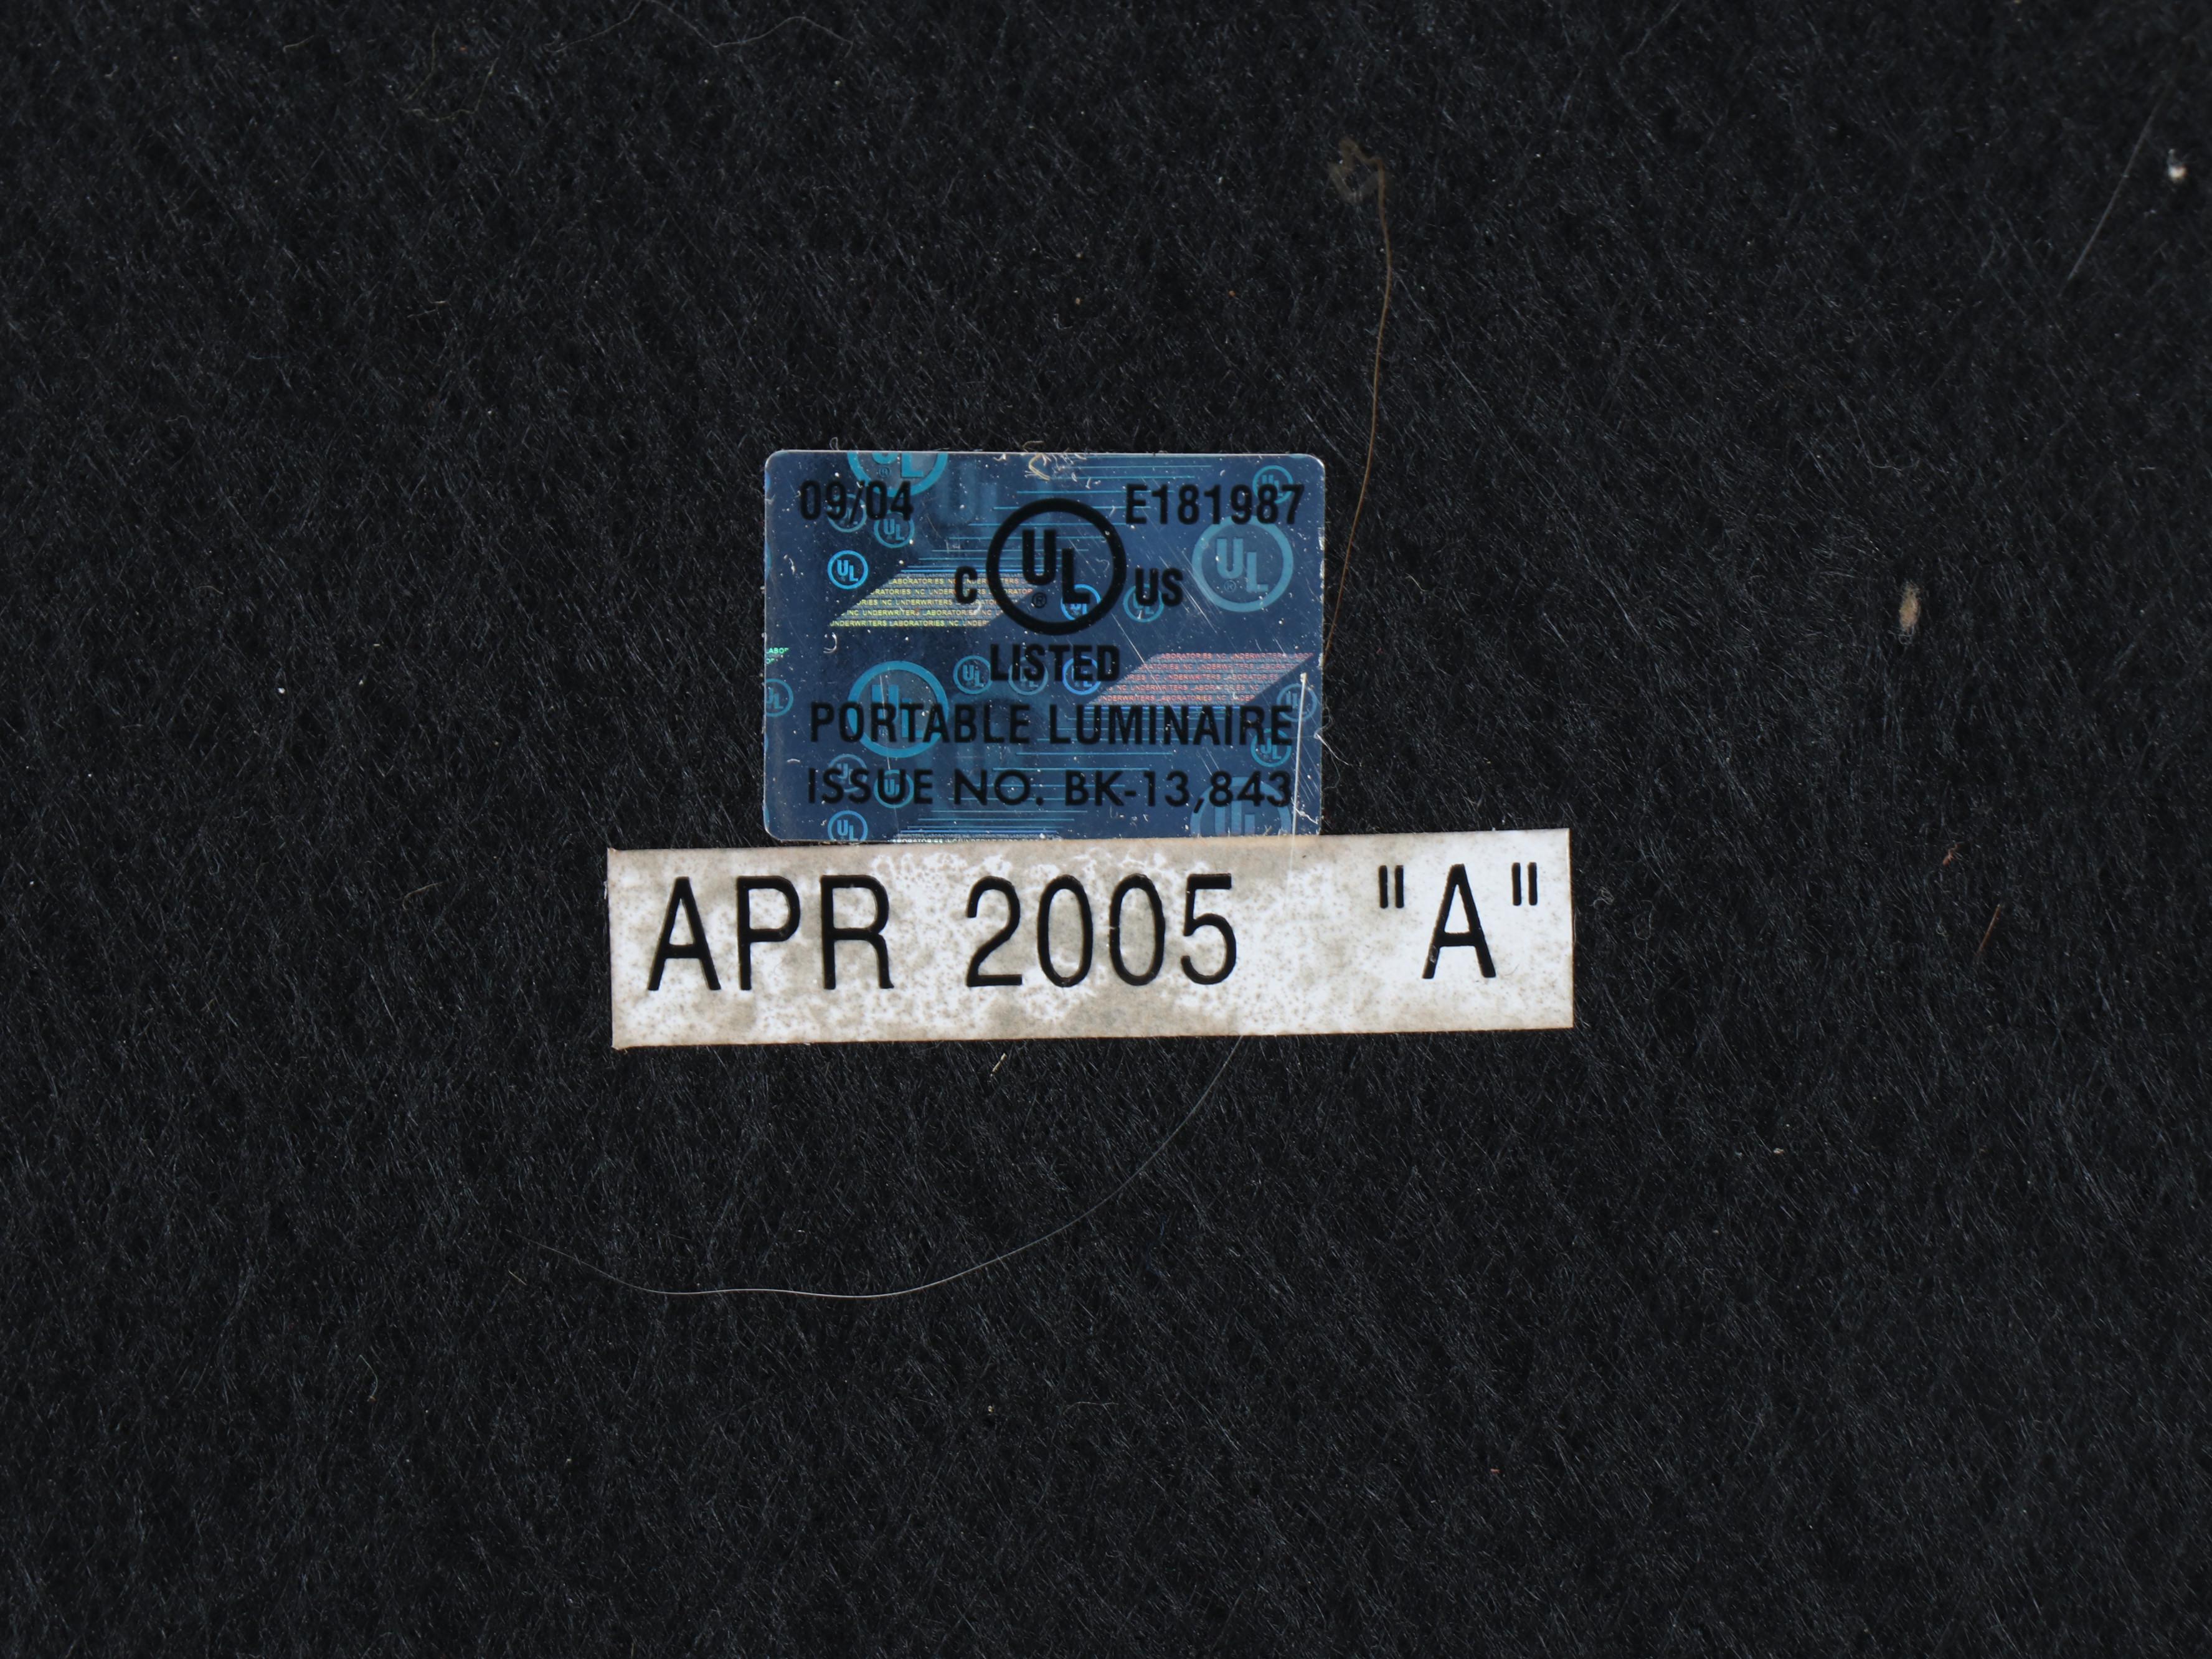 09/04 E181987
C UL US
®
LISTED
PORTABLE LUMINAIRE
ISSUE NO. BK-13,843
APR 2005 "A"